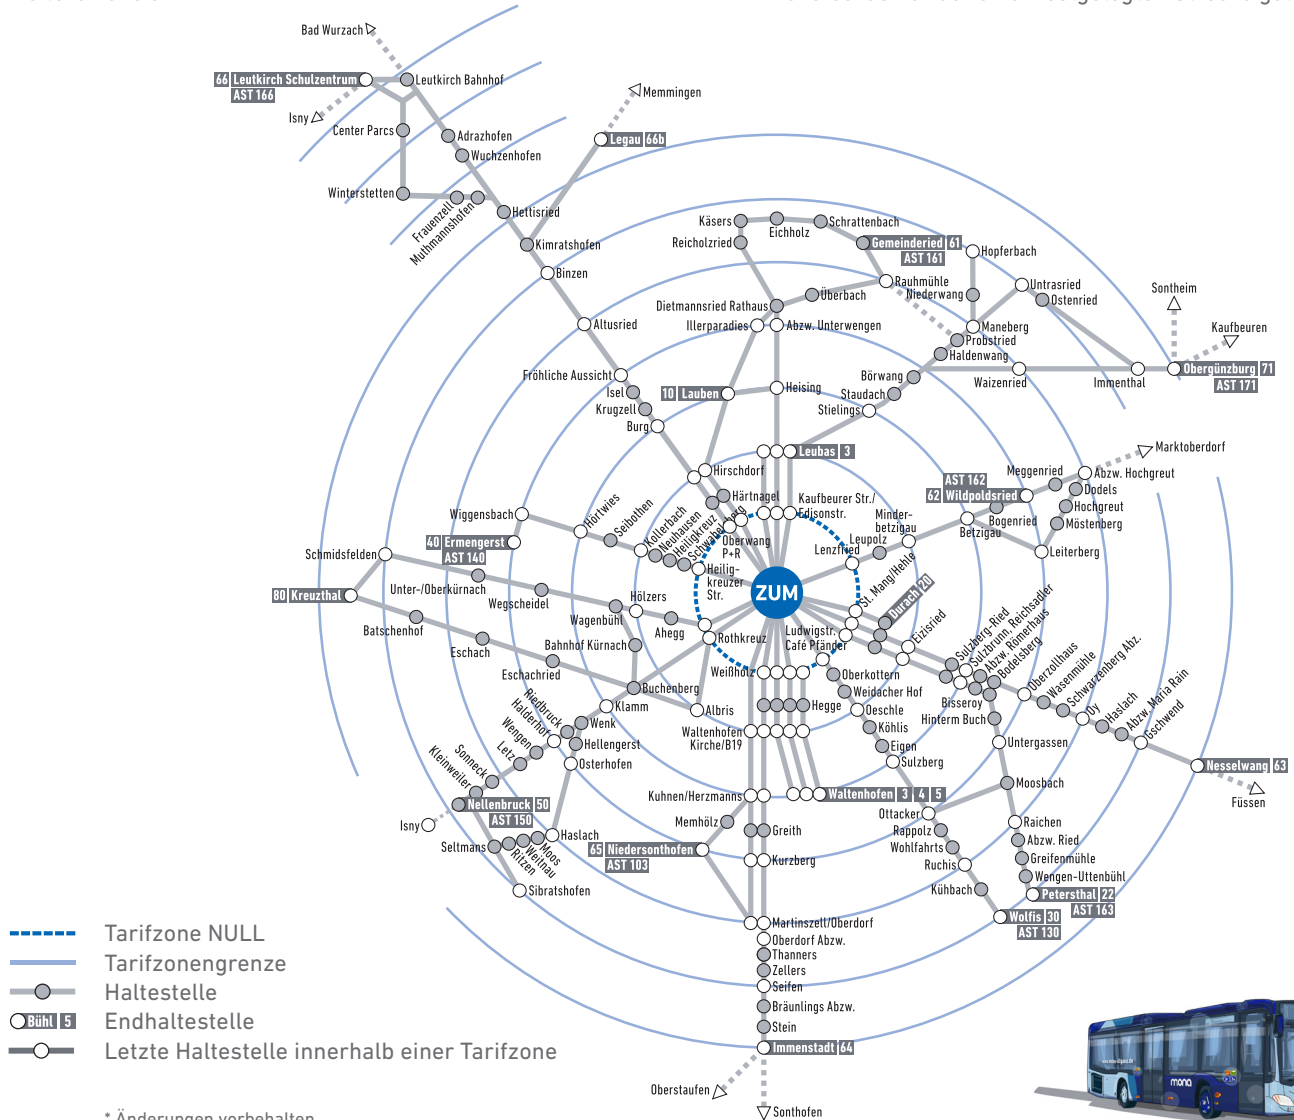 Bad Wurzach
66 Leutkirch Schulzentrum
AST 166
Leutkirch Bahnhof
Isny
Center Parcs
Adrazhofen
Wuchzenhofen
Winterstetten
Frauenzell
Muthmannshofen
Hettisried
Kimratshofen
Memmingen
Legau 66b
Binzen
Altusried
Fröhliche Aussicht
Isel
Krugzell
Burg
Käsers
Reicholzried
Eichholz
Schrattenbach
Gemeinderied 61
AST 161
Rauhmühle
Überbach
Dietmannsried Rathaus
Illerparadies
Abzw. Unterwengen
10 Lauben
Heising
Leubas 3
Hirschdorf
Härtnagel
Hopferbach
Niederwang
Untrasried
Ostenried
Maneberg
Probstried
Haldenwang
Börwang
Staudach
Stielings
Waizenried
Immenthal
Sontheim
Kaufbeuren
Obergünzburg 71
AST 171
Marktoberdorf
Meggenried
Abzw. Hochgreut
AST 162
62 Wildpoldsried
Dodels
Hochgreut
Möstenberg
Bogenried
Betzigau
Leiterberg
Kaufbeurer Str./
Edisonstr.
Minder-
betzigau
Leupolz
Lenzfried
Wiggensbach
Hörtwies
Seibothen
Kollerbach
Neuhausen
Heiligkreuz
Schwabelsberg
Oberwang
P+R
Heilig-
kreuzer
Str.
40 Ermengerst
AST 140
Schmidsfelden
80 Kreuzthal
Unter-/Oberkürnach
Wegscheidel
Wagenbühl
Hölzers
Ahegg
Batschenhof
Eschach
Eschachried
Bahnhof Kürnach
Rothkreuz
Buchenberg
Albris
Klamm
ZUM
St. Mang/Hehle
Durach 20
Eizisried
Ludwigstr.
Café Pfänder
Weißholz
Oberkottern
Weidacher Hof
Oeschle
Köhlis
Eigen
Sulzberg
Hegge
Waltenhofen
Kirche/B19
Sulzberg-Ried
Sulzbrunn, Reichsadler
Abzw. Römerhaus
Bodelsberg
Bisseroy
Hinterm Buch
Untergassen
Moosbach
Raichen
Abzw. Ried
Greifenmühle
Wengen-Uttenbühl
Petersthal 22
AST 163
Oberzollhaus
Wasenmühle
Schwarzenberg Abz.
Oy
Haslach
Abzw. Maria Rain
Gschwend
Nesselwang 63
Füssen
Riedbruck
Halderhof
Wengen
Letz
Sonneck
Kleinweiler
Wenk
Hellengerst
Osterhofen
Nellenbruck 50
AST 150
Isny
Seltmans
Ritzen
Weitnau
Moos
Haslach
Sibratshofen
Kuhnen/Herzmanns
Memhölz
65 Niedersonthofen
AST 103
Greith
Kurzberg
Waltenhofen 3 4 5
Ottacker
Rappolz
Wohlfahrts
Ruchis
Kühbach
Wolfis 30
AST 130
Martinszell/Oberdorf
Oberdorf Abzw.
Thanners
Zellers
Seifen
Bräunlings Abzw.
Stein
Immenstadt 64
Oberstaufen
Sonthofen
Tarifzone NULL
Tarifzonengrenze
Haltestelle
Bühl 5 Endhaltestelle
Letzte Haltestelle innerhalb einer Tarifzone
* Änderungen vorbehalten
mona